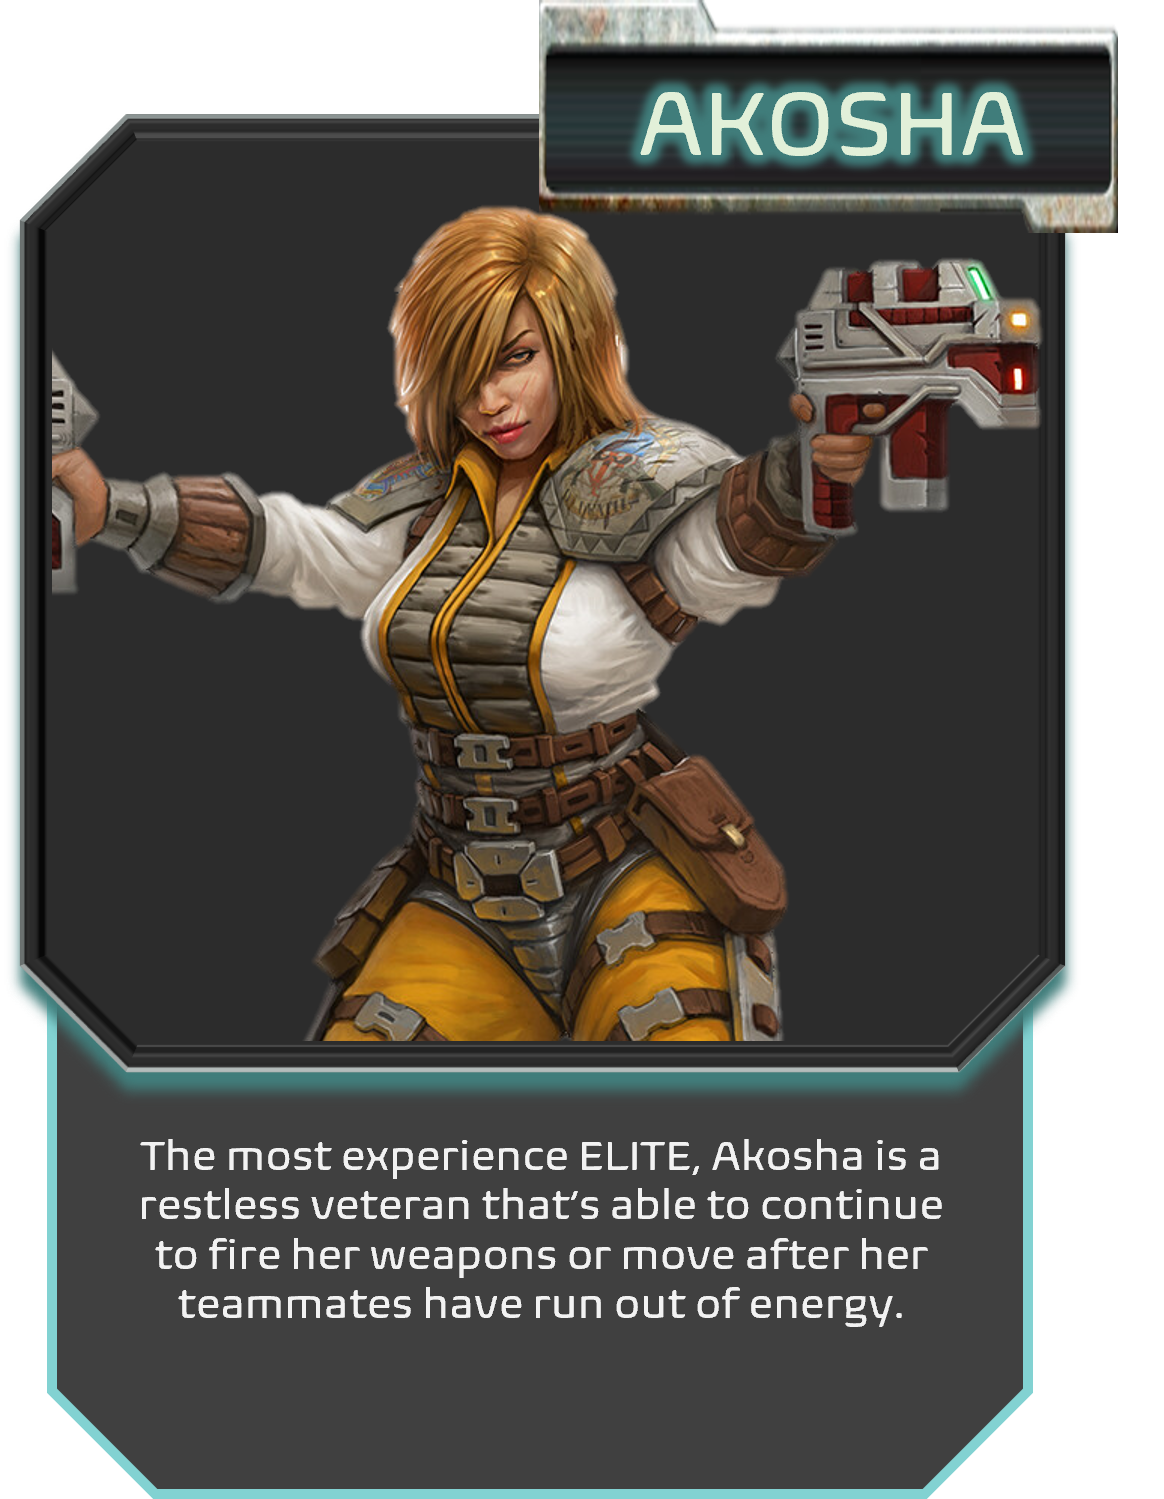 AKOSHA
The most experience ELITE, Akosha is a
restless veteran that's able to continue
to fire her weapons or move after her
teammates have run out of energy.